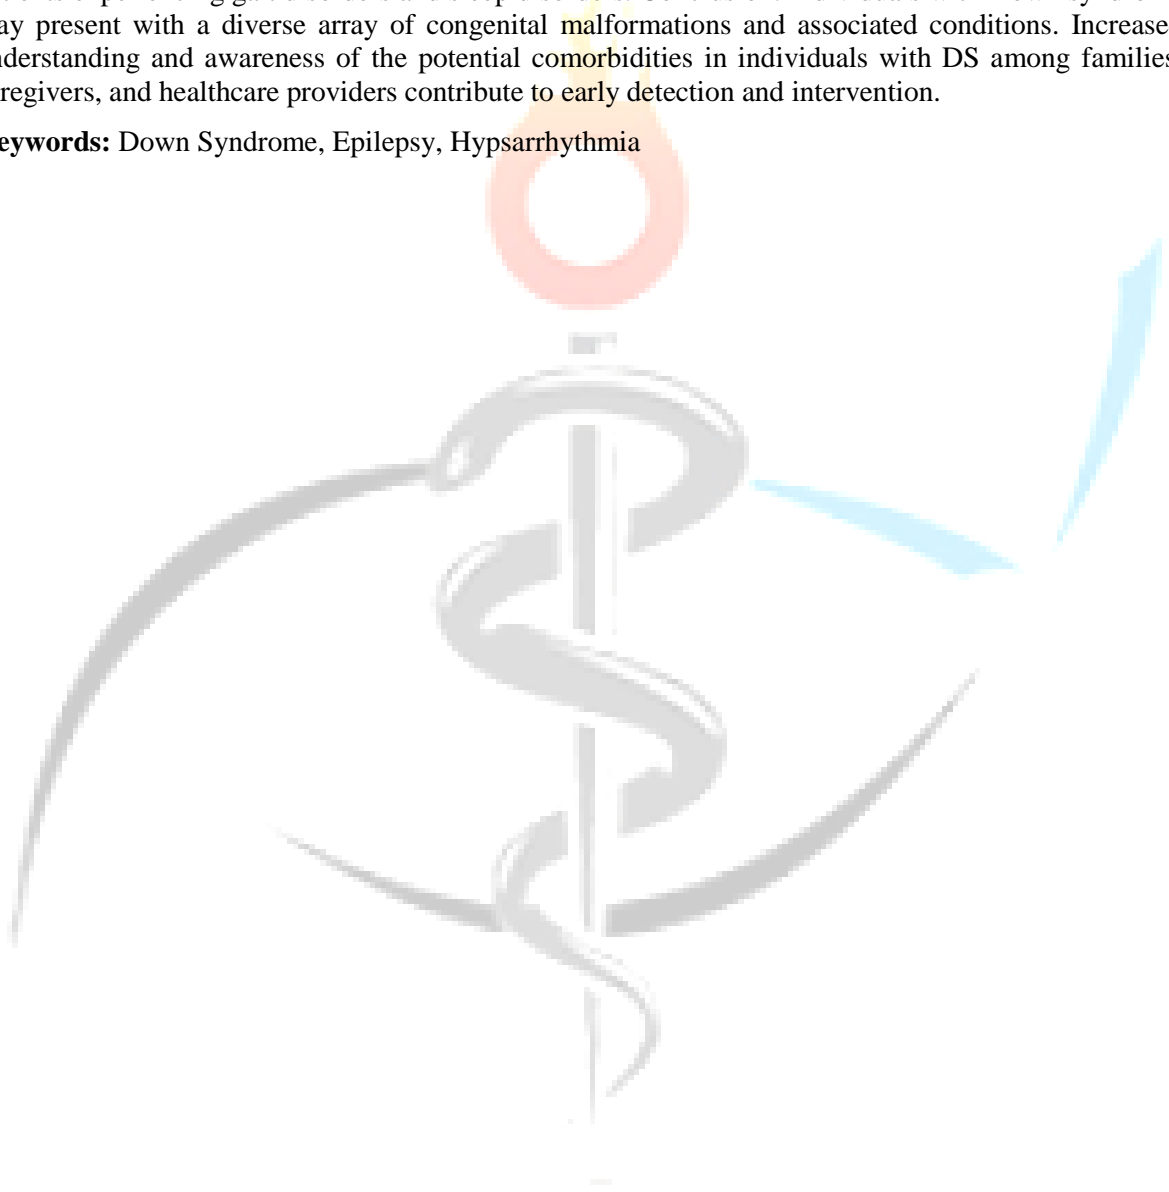 ay present with a diverse array of congenital malformations and associated conditions. Increase
nderstanding and awareness of the potential comorbidities in individuals with DS among families
regivers, and healthcare providers contribute to early detection and intervention.
eywords: Down Syndrome, Epilepsy, Hypsarrhythmia